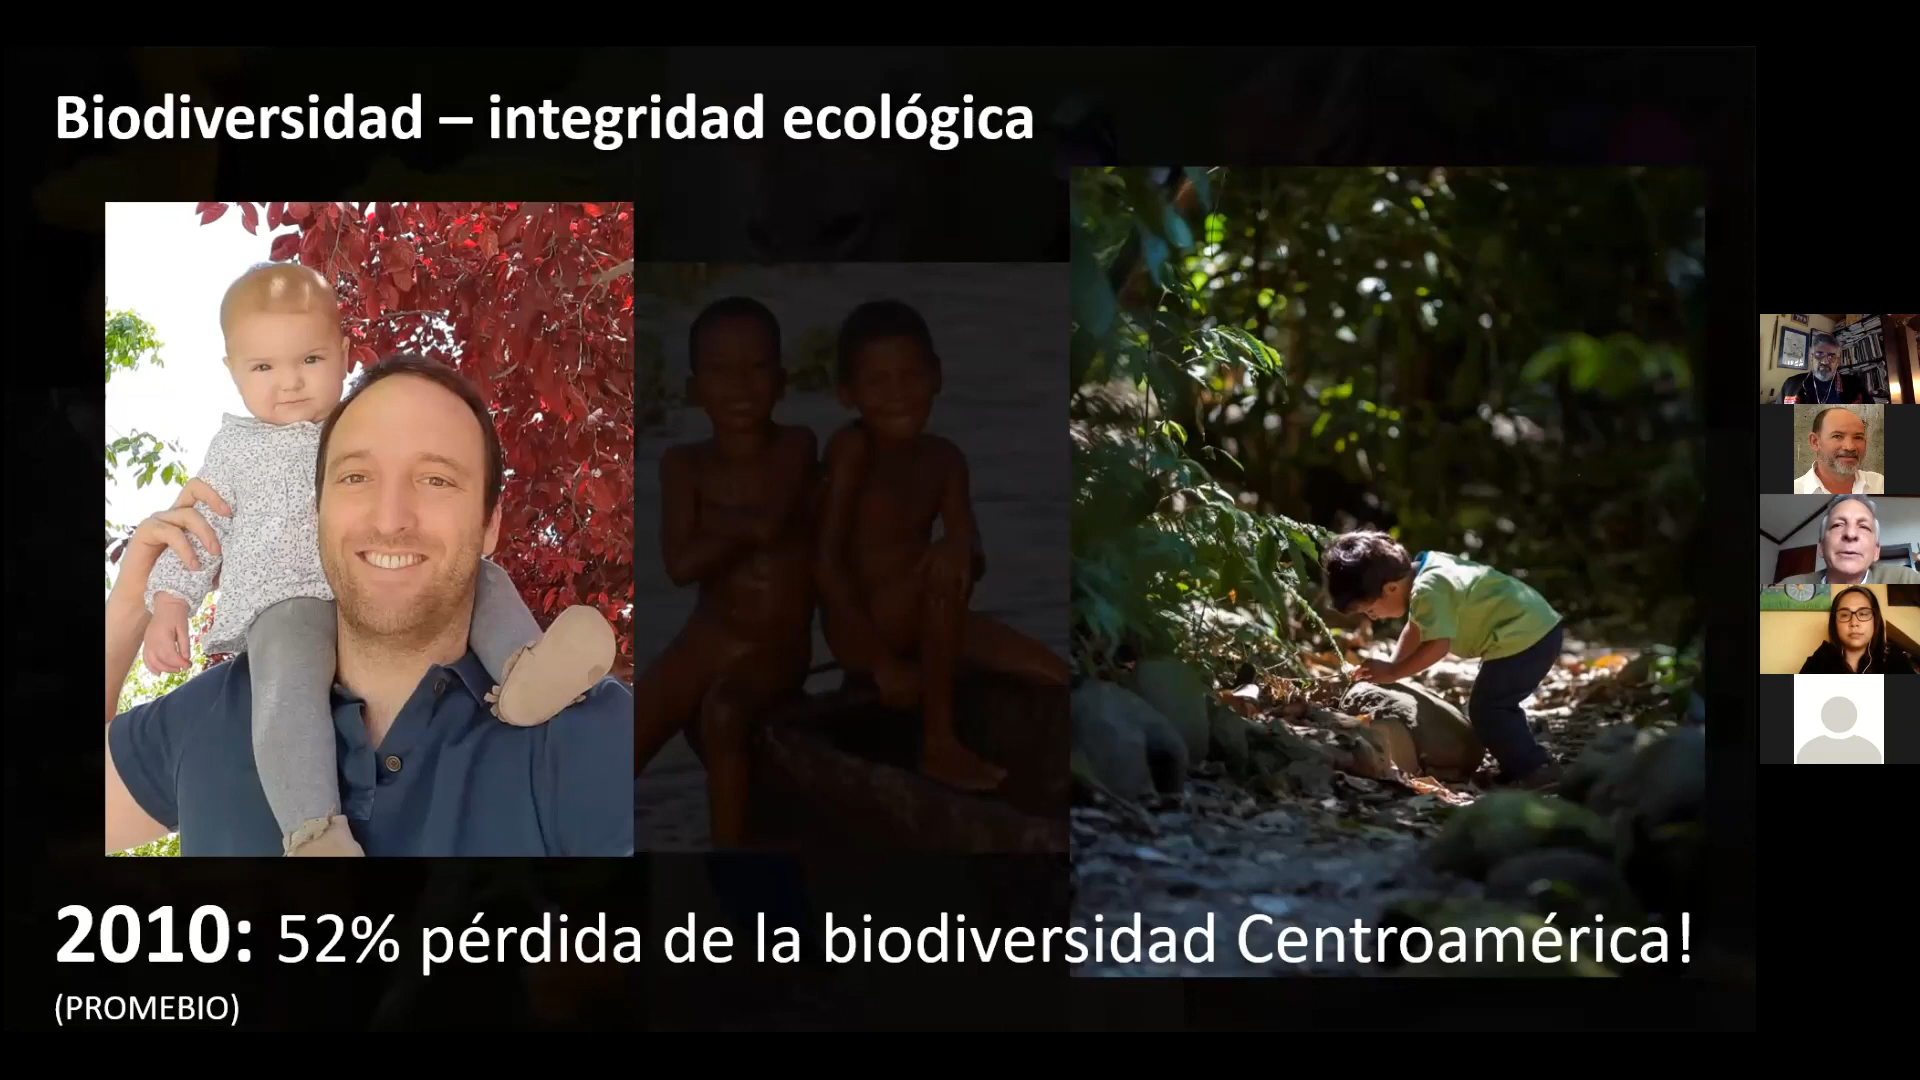 Biodiversidad – integridad ecológica
2010: 52% pérdida de la biodiversidad Centroamérica!
(PROMEBIO)